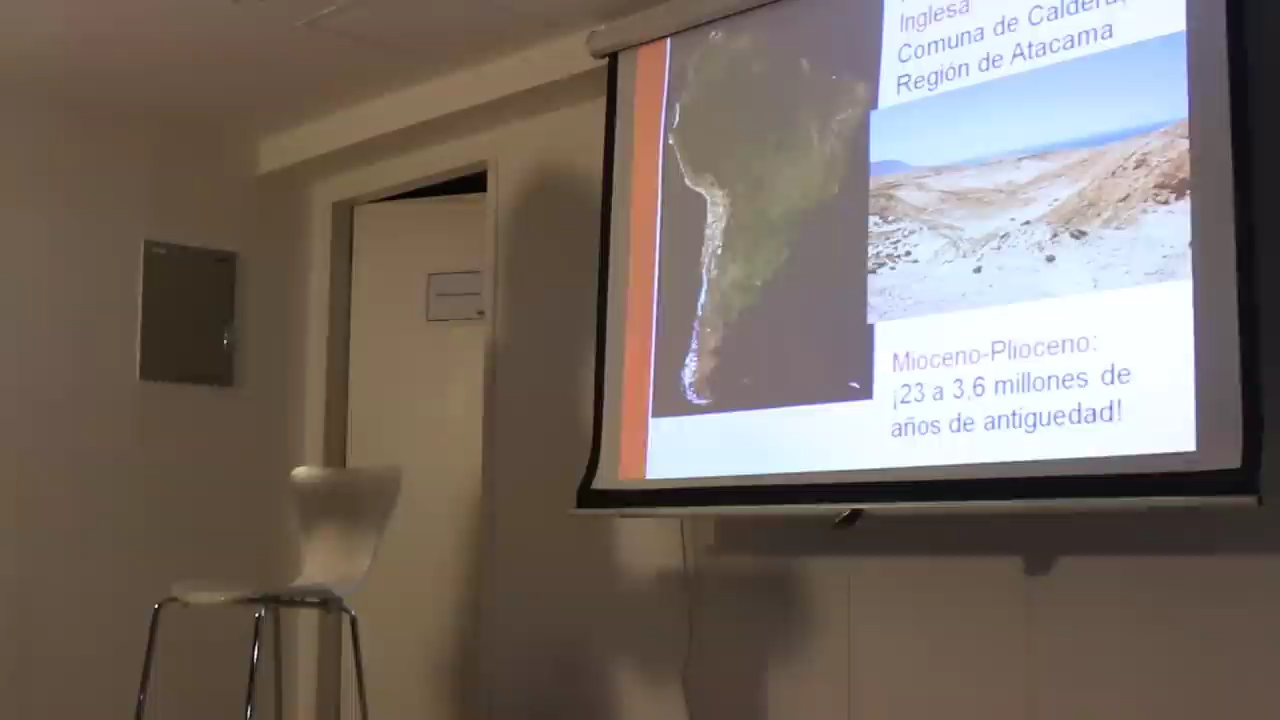 Inglesa
Comuna de Caldera,
Región de Atacama
Mioceno-Plioceno:
¡23 a 3,6 millones de
años de antiguedad!